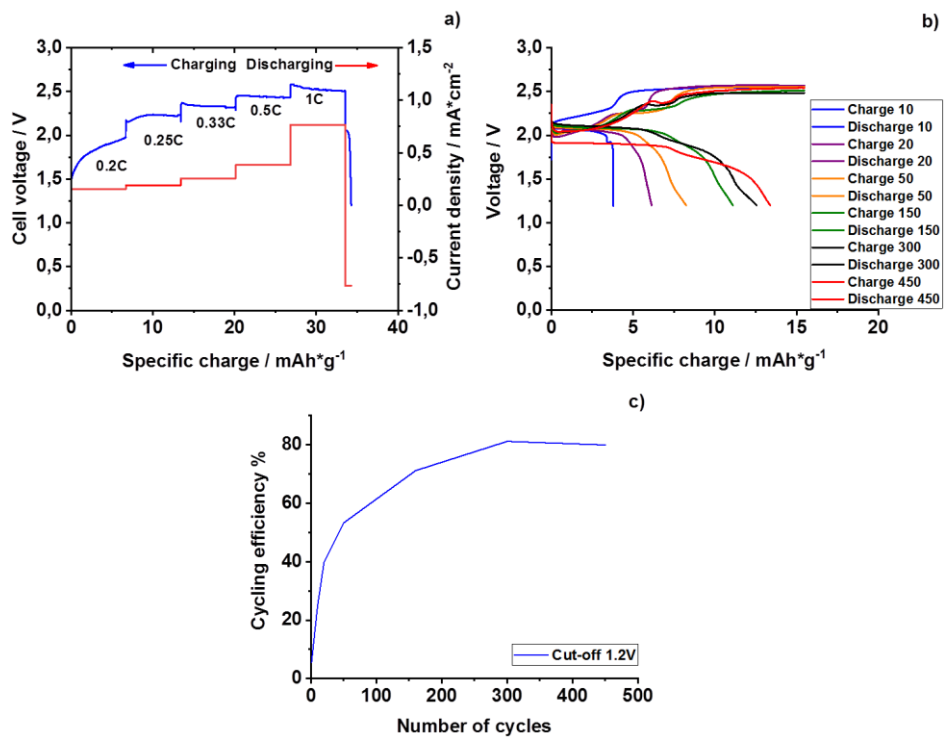 a)
Cell voltage / V
3,0
2,5
2,0
1,5
1,0
0,5
0,0
Charging Discharging
0.2C
0.25C
0.33C
0.5C
1C
1,5
1,0
0,5
0,0
-0,5
-1,0
Current density / mA*cm-2
0 10 20 30 40
Specific charge / mAh*g-1
b)
Voltage / V
3,0
2,5
2,0
1,5
1,0
0,5
0,0
Charge 10
Discharge 10
Charge 20
Discharge 20
Charge 50
Discharge 50
Charge 150
Discharge 150
Charge 300
Discharge 300
Charge 450
Discharge 450
0 5 10 15 20
Specific charge / mAh*g-1
c)
Cycling efficiency %
80
60
40
20
0
Cut-off 1.2V
0 100 200 300 400 500
Number of cycles